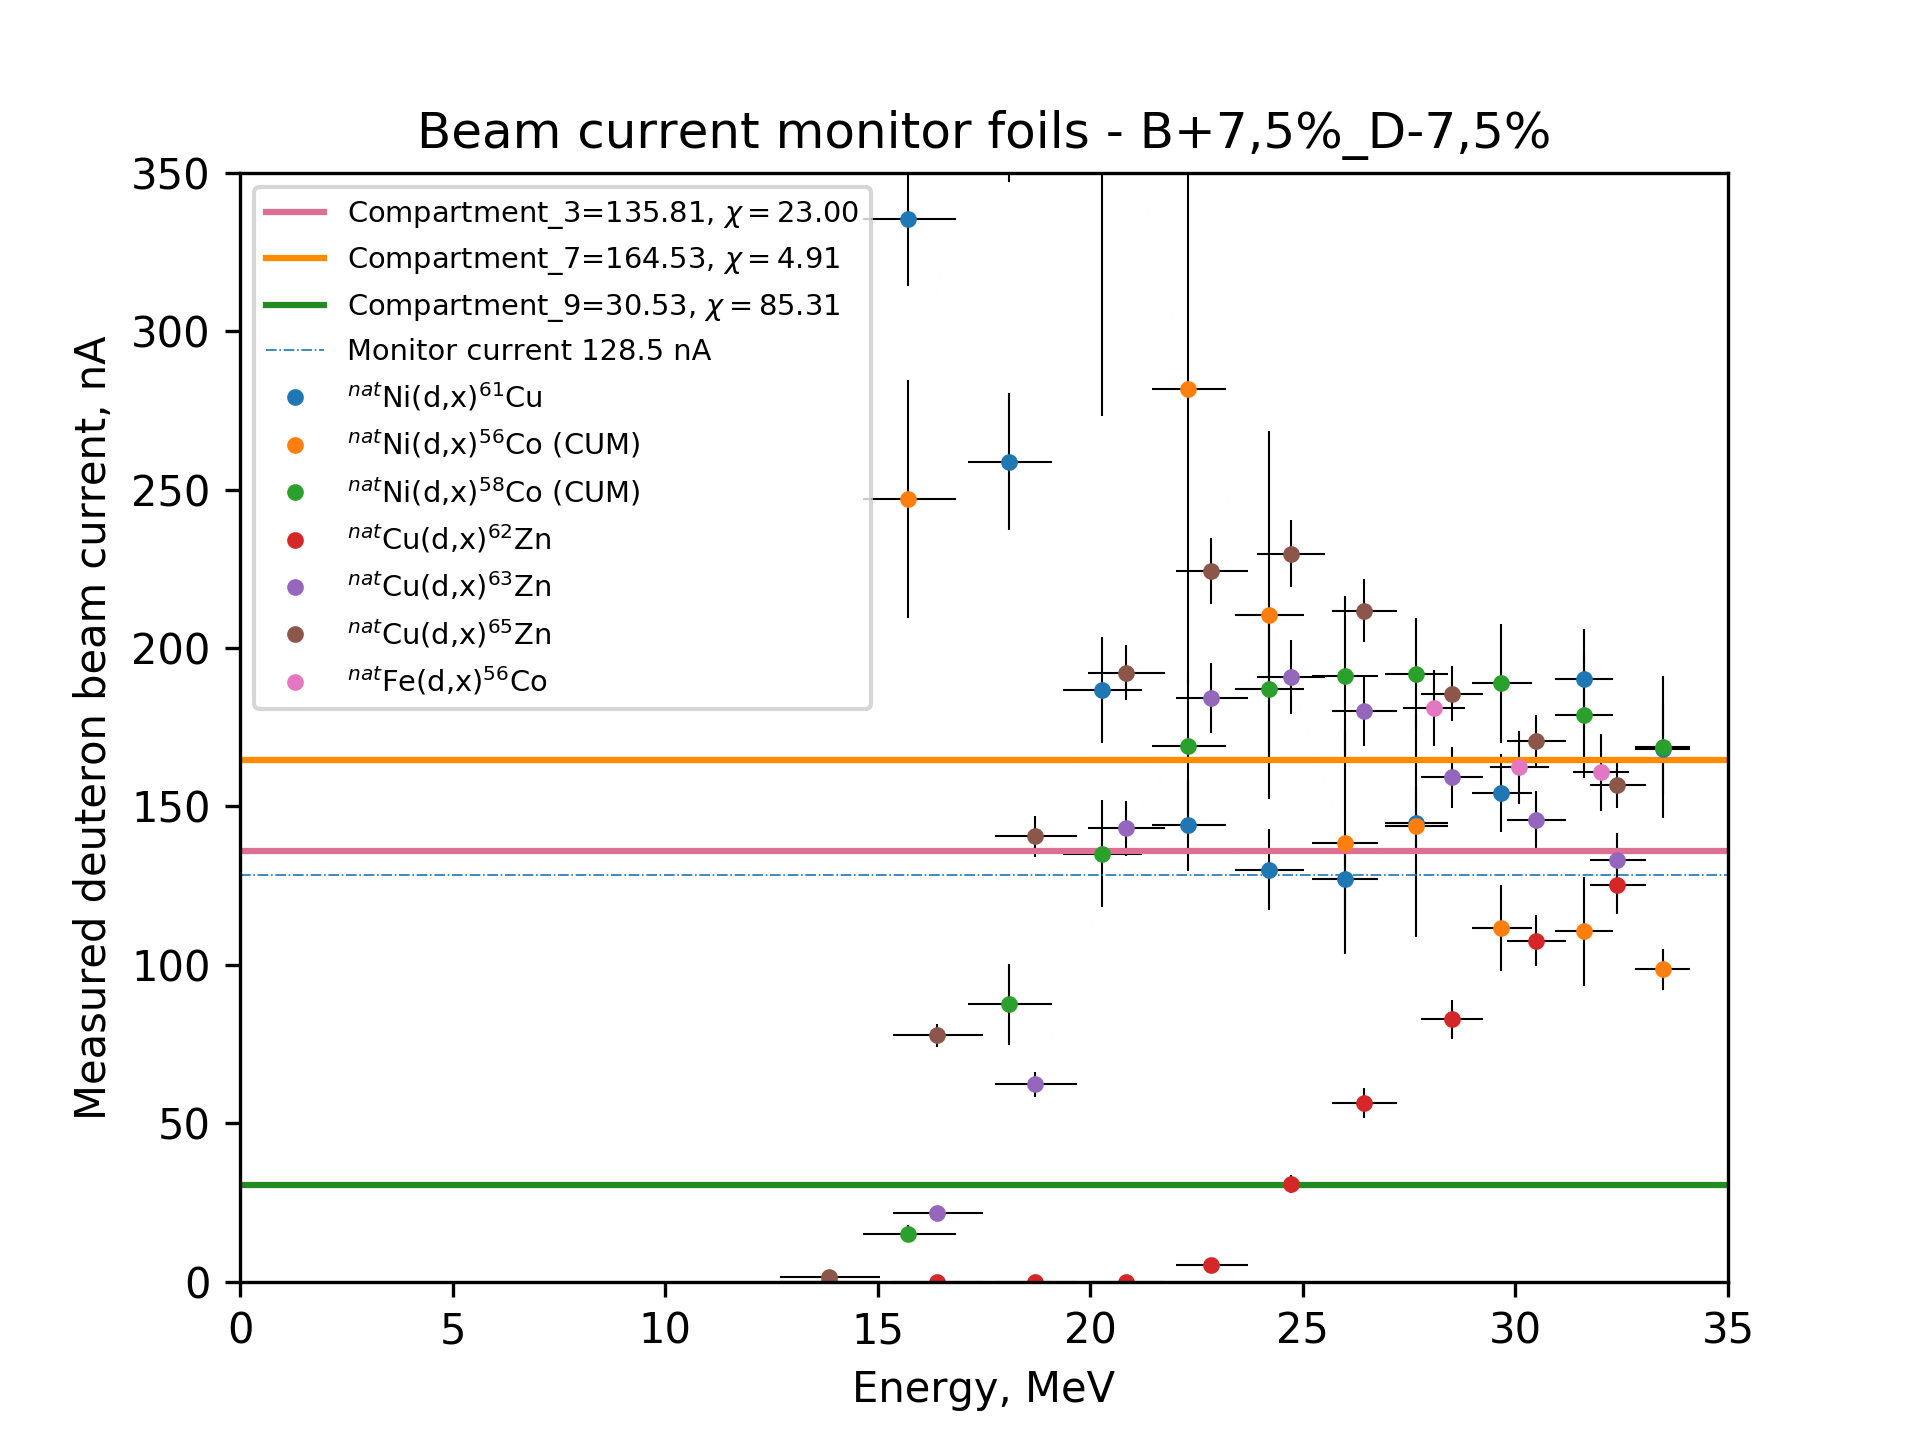 Beam current monitor foils - B+7,5%_D-7,5%
350
300
250
200
150
100
50
0
Measured deuteron beam current, nA
Compartment_3=135.81, χ = 23.00
Compartment_7=164.53, χ = 4.91
Compartment_9=30.53, χ = 85.31
Monitor current 128.5 nA
ⁿᵃᵗNi(d,x)⁶¹Cu
ⁿᵃᵗNi(d,x)⁵⁶Co (CUM)
ⁿᵃᵗNi(d,x)⁵⁸Co (CUM)
ⁿᵃᵗCu(d,x)⁶²Zn
ⁿᵃᵗCu(d,x)⁶³Zn
ⁿᵃᵗCu(d,x)⁶⁵Zn
ⁿᵃᵗFe(d,x)⁵⁶Co
0 5 10 15 20 25 30 35
Energy, MeV